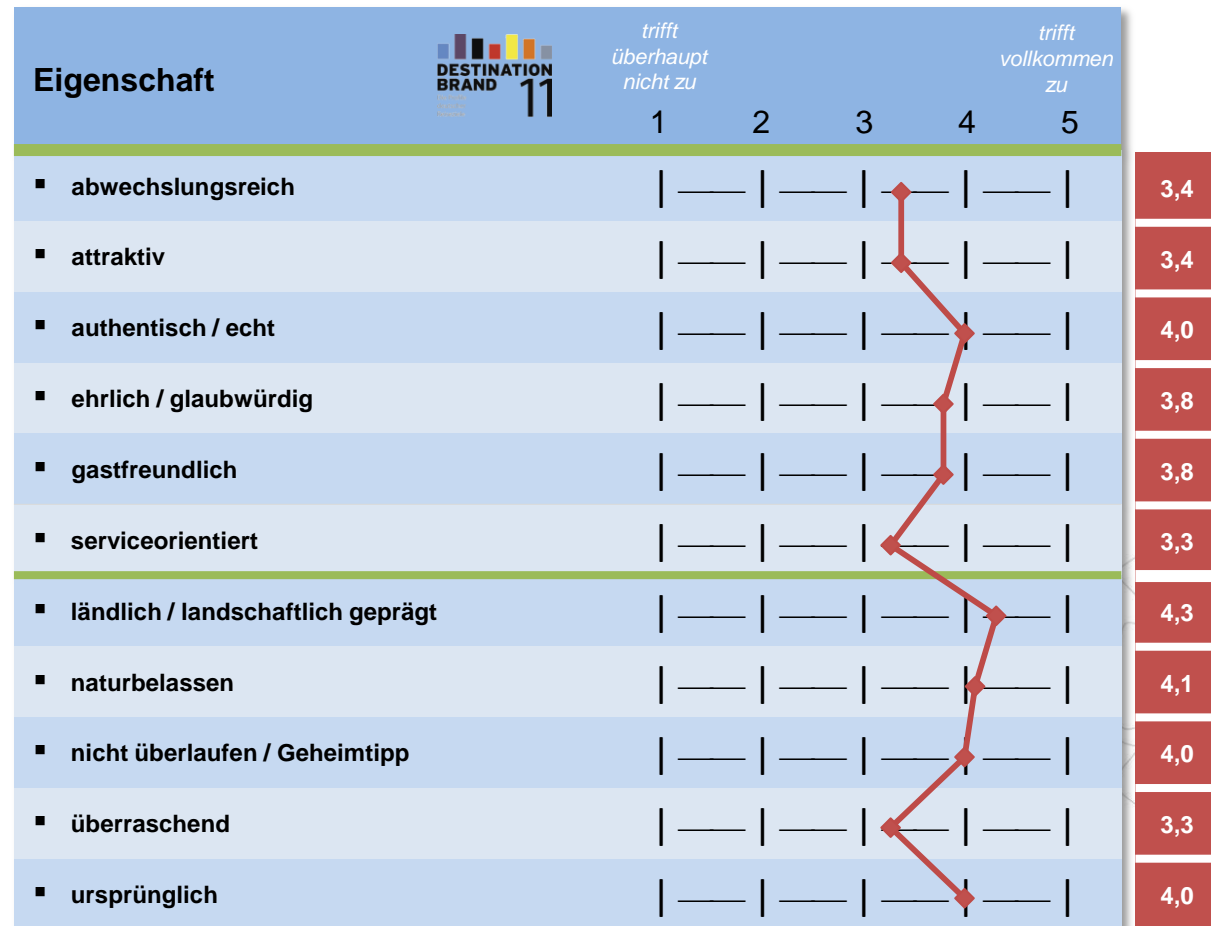 Eigenschaft
DESTINATION
BRAND 11
trifft
überhaupt
nicht zu
trifft
vollkommen
zu
1 2 3 4 5
abwechslungsreich 3,4
attraktiv 3,4
authentisch / echt 4,0
ehrlich / glaubwürdig 3,8
gastfreundlich 3,8
serviceorientiert 3,3
ländlich / landschaftlich geprägt 4,3
naturbelassen 4,1
nicht überlaufen / Geheimtipp 4,0
überraschend 3,3
ursprünglich 4,0